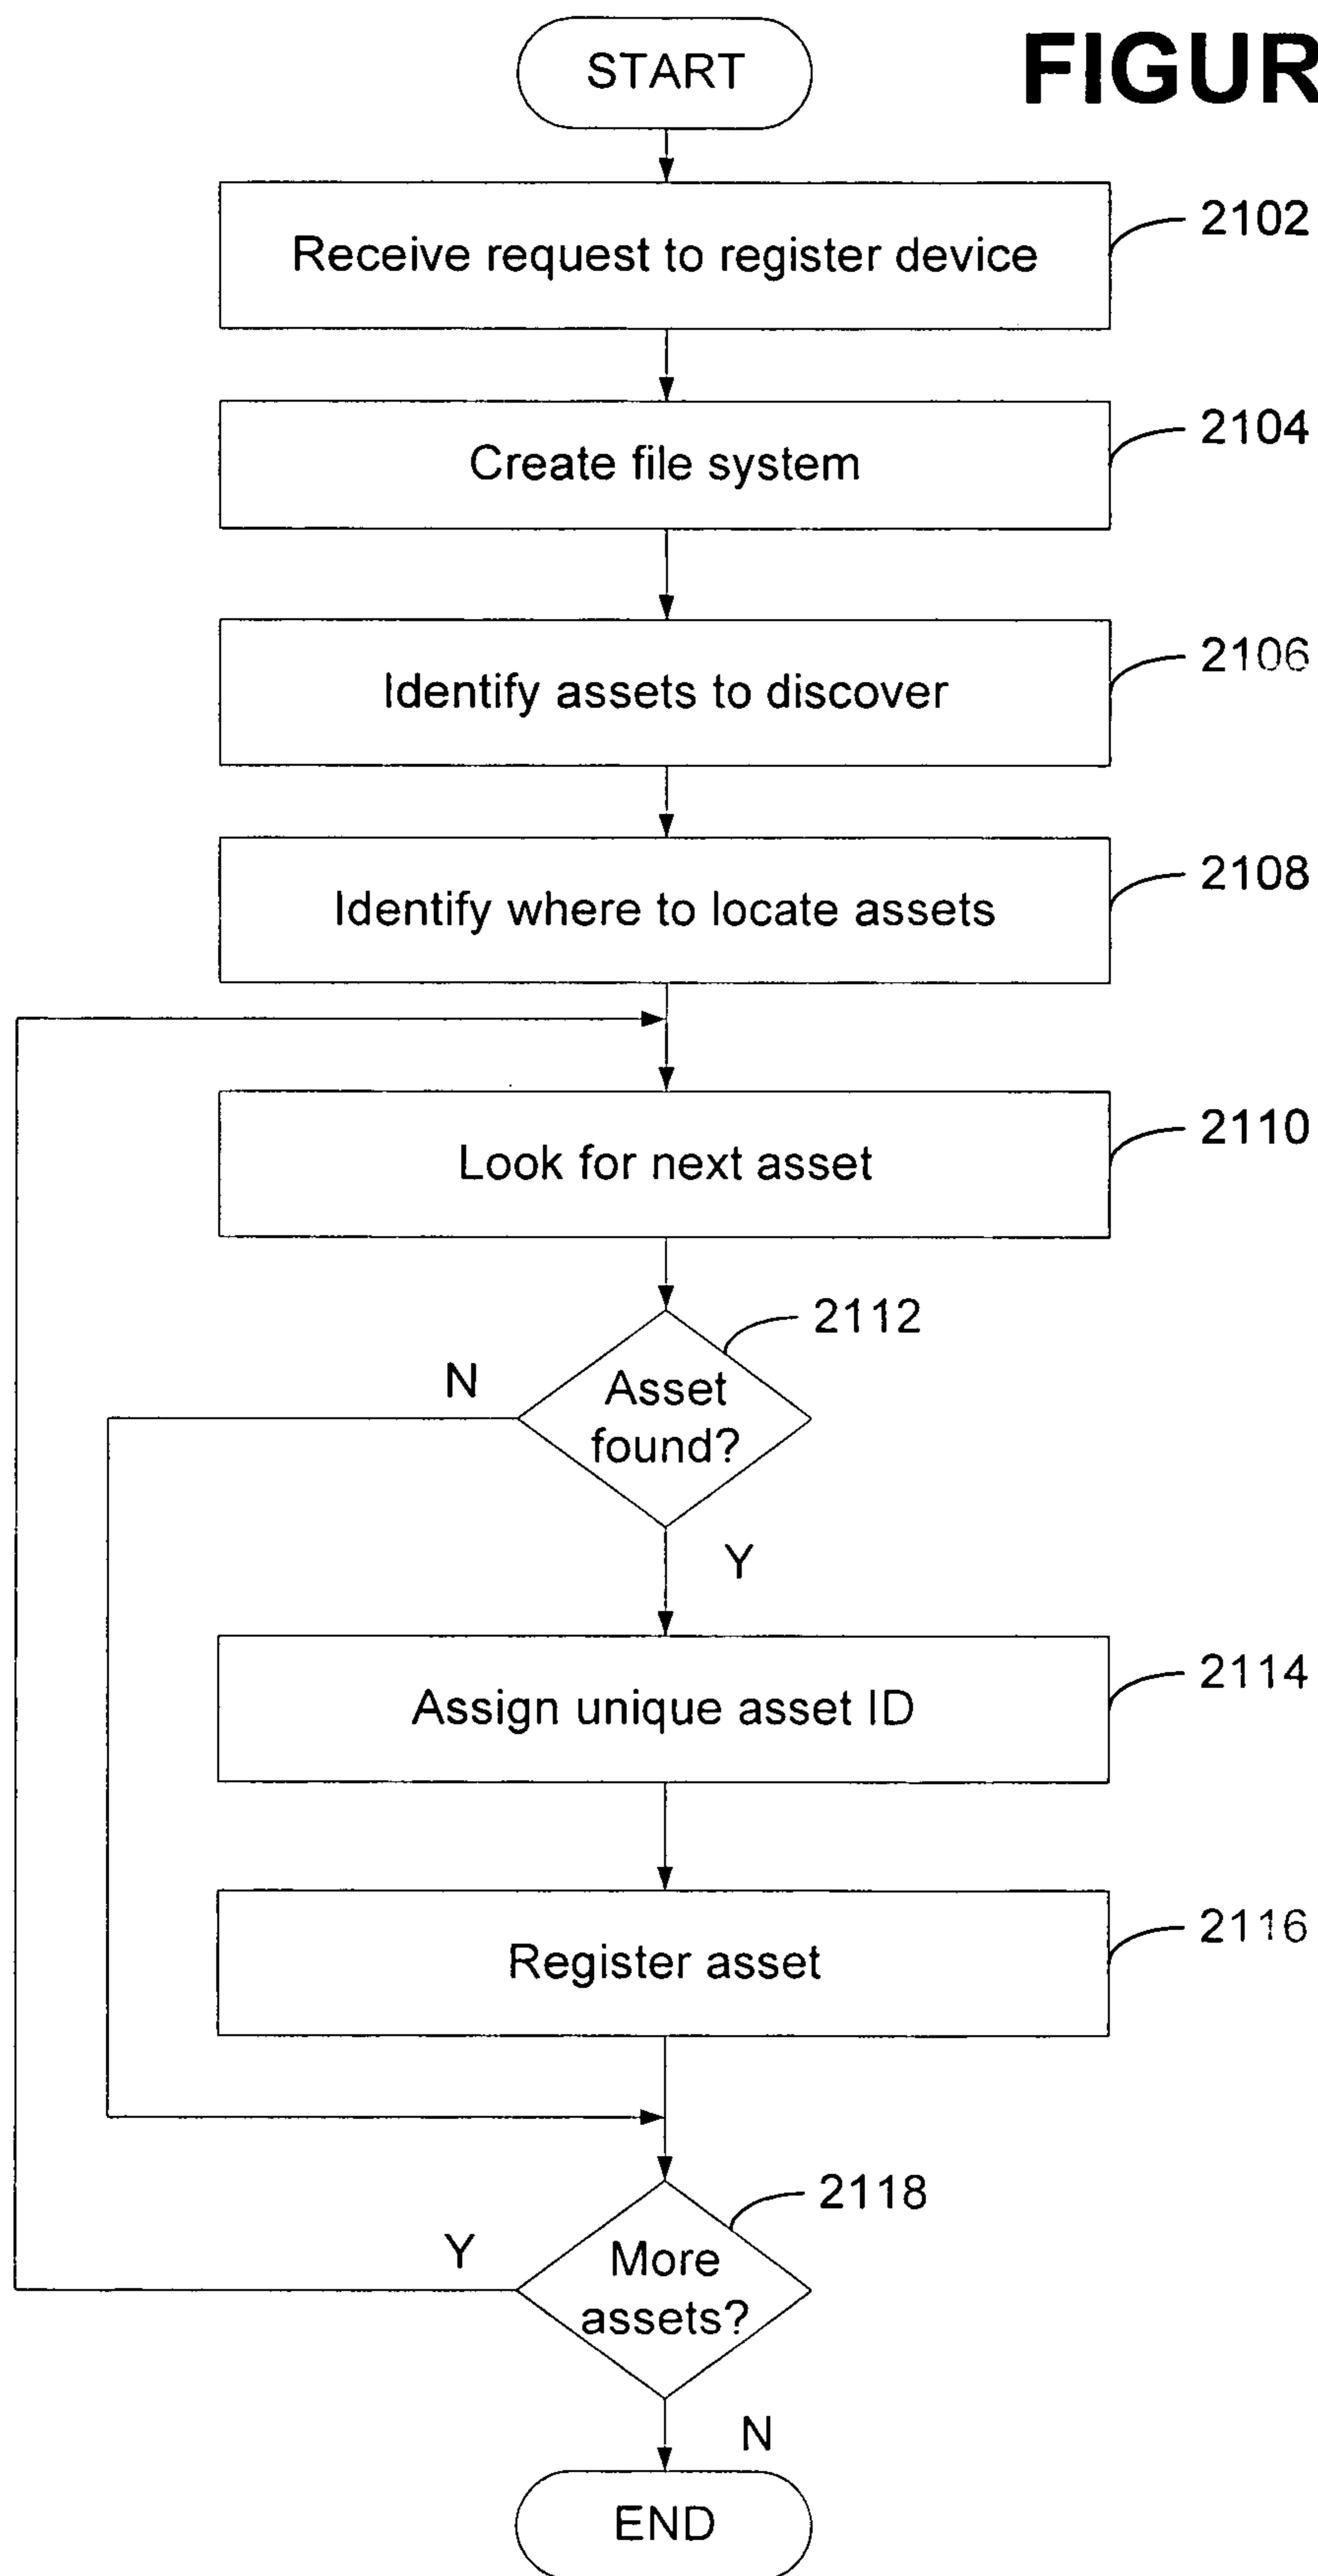 START
FIGUR
Receive request to register device
2102
Create file system
2104
Identify assets to discover
2106
Identify where to locate assets
2108
Look for next asset
2110
2112
Asset
found?
N
Y
Assign unique asset ID
2114
Register asset
2116
2118
More
assets?
Y
N
END